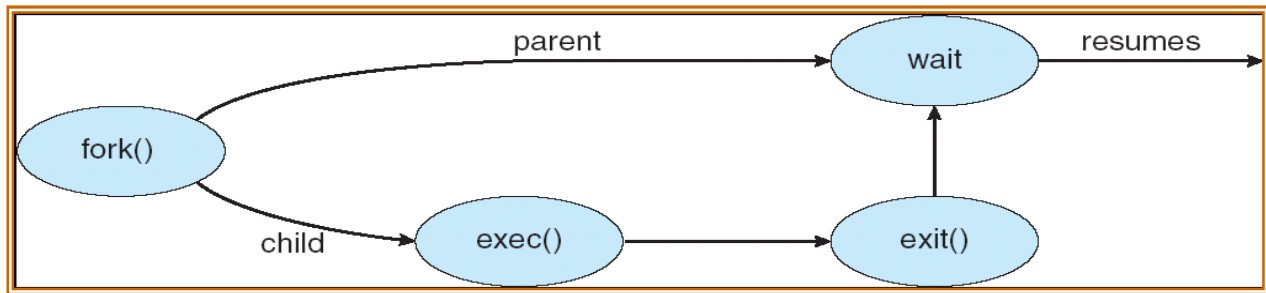 parent
wait
resumes
fork()
child
exec()
exit()